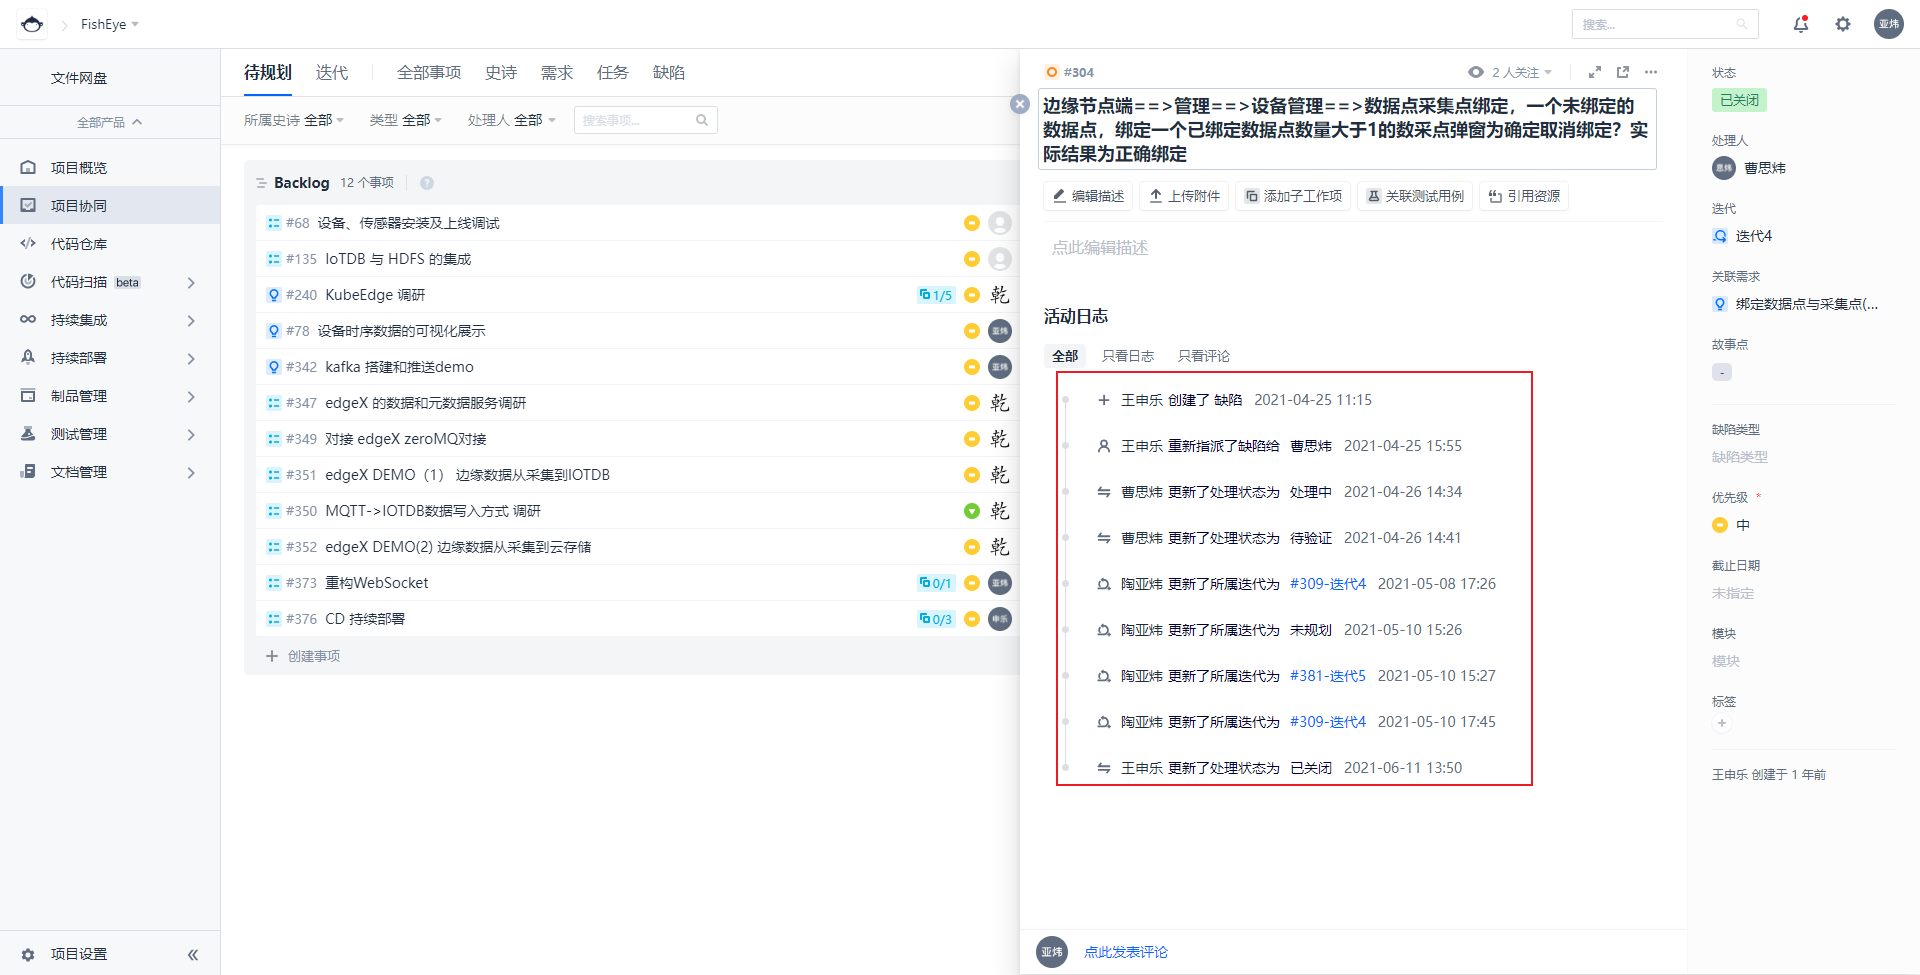 FishEye
搜索...
亚炜
文件网盘
全部产品
项目概览
项目协同
代码仓库
代码扫描 beta
持续集成
持续部署
制品管理
测试管理
文档管理
项目设置
待规划 迭代 全部事项 史诗 需求 任务 缺陷
所属史诗 全部 类型 全部 处理人 全部 搜索事项...
Backlog 12 个事项 ?
#68 设备、传感器安装及上线调试
#135 IoTDB 与 HDFS 的集成
#240 KubeEdge 调研 1/5 乾
#78 设备时序数据的可视化展示 亚炜
#342 kafka 搭建和推送demo 亚炜
#347 edgeX 的数据和元数据服务调研 乾
#349 对接 edgeX zeroMQ对接 乾
#351 edgeX DEMO（1） 边缘数据从采集到IOTDB 乾
#350 MQTT->IOTDB数据写入方式 调研 乾
#352 edgeX DEMO(2) 边缘数据从采集到云存储 乾
#373 重构WebSocket 0/1 亚炜
#376 CD 持续部署 0/3 申乐
创建事项
#304 2 人关注
边缘节点端==>管理==>设备管理==>数据点采集点绑定，一个未绑定的
数据点，绑定一个已绑定数据点数量大于1的数采点弹窗为确定取消绑定？实
际结果为正确绑定
编辑描述 上传附件 添加子工作项 关联测试用例 引用资源
点此编辑描述
活动日志
全部 只看日志 只看评论
王申乐 创建了 缺陷 2021-04-25 11:15
王申乐 重新指派了缺陷给 曹思炜 2021-04-25 15:55
曹思炜 更新了处理状态为 处理中 2021-04-26 14:34
曹思炜 更新了处理状态为 待验证 2021-04-26 14:41
陶亚炜 更新了所属迭代为 #309-迭代4 2021-05-08 17:26
陶亚炜 更新了所属迭代为 未规划 2021-05-10 15:26
陶亚炜 更新了所属迭代为 #381-迭代5 2021-05-10 15:27
陶亚炜 更新了所属迭代为 #309-迭代4 2021-05-10 17:45
王申乐 更新了处理状态为 已关闭 2021-06-11 13:50
亚炜 点此发表评论
状态
已关闭
处理人
思炜 曹思炜
迭代
迭代4
关联需求
绑定数据点与采集点(...
故事点
-
缺陷类型
缺陷类型
优先级 *
中
截止日期
未指定
模块
模块
标签
王申乐 创建于 1 年前